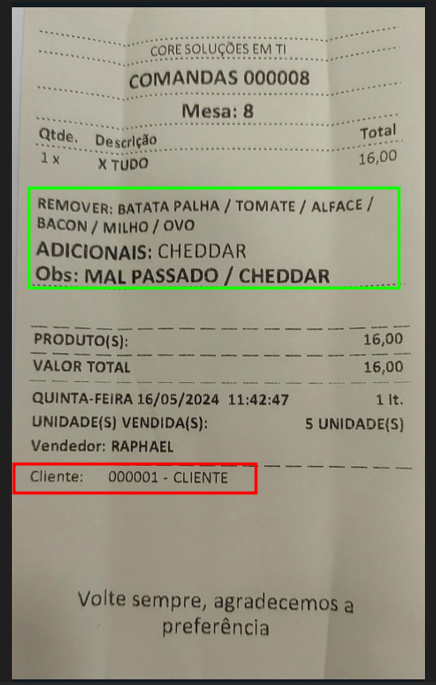 CORE SOLUÇÕES EM TI
COMANDAS 000008
Mesa: 8
Qtde. Descrição Total
1 x X TUDO 16,00
REMOVER: BATATA PALHA / TOMATE / ALFACE /
BACON / MILHO / OVO
ADICIONAIS: CHEDDAR
Obs: MAL PASSADO / CHEDDAR
PRODUTO(S): 16,00
VALOR TOTAL 16,00
QUINTA-FEIRA 16/05/2024 11:42:47 1 It.
UNIDADE(S) VENDIDA(S): 5 UNIDADE(S)
Vendedor: RAPHAEL
Cliente: 000001 - CLIENTE
Volte sempre, agradecemos a
preferência